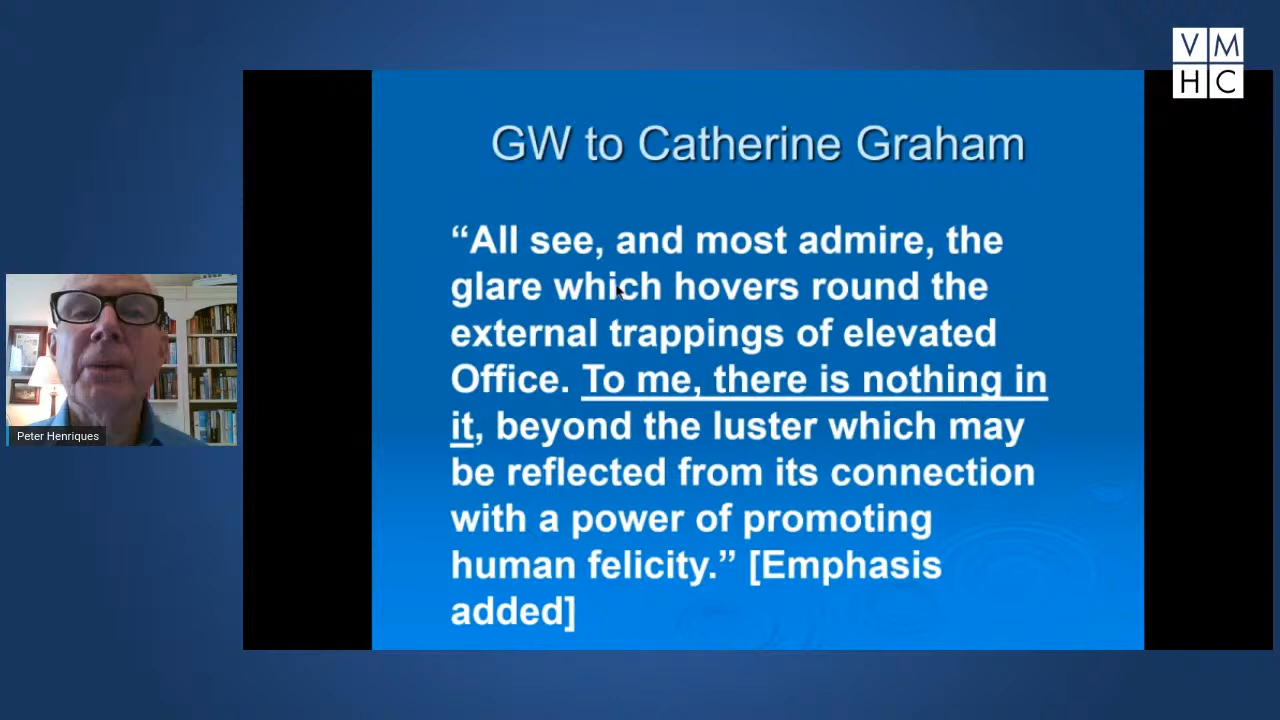 V M
H C
GW to Catherine Graham
“All see, and most admire, the
glare which hovers round the
external trappings of elevated
Office. To me, there is nothing in
it, beyond the luster which may
be reflected from its connection
with a power of promoting
human felicity.” [Emphasis
added]
Peter Henriques